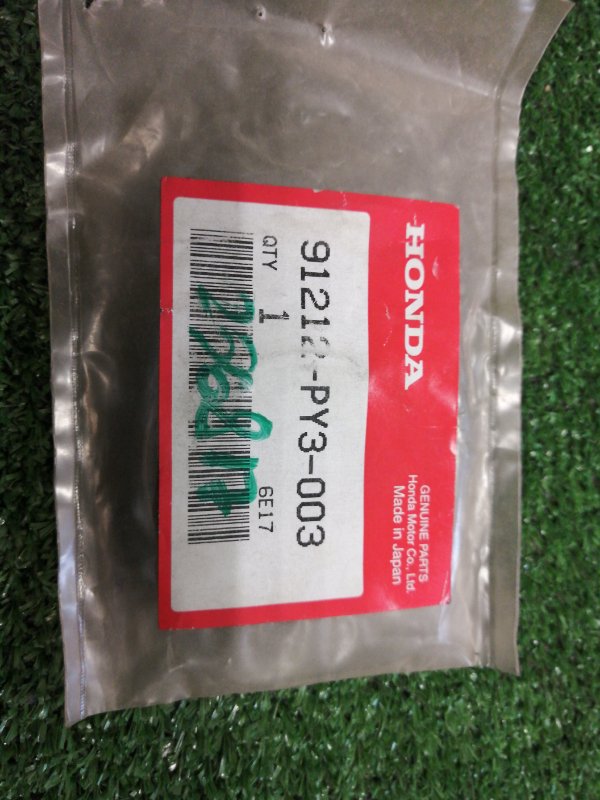 HONDA
GENUINE PARTS
Honda Motor Co., Ltd.
Made in Japan
91212-PY3-003
QTY 1 6E17